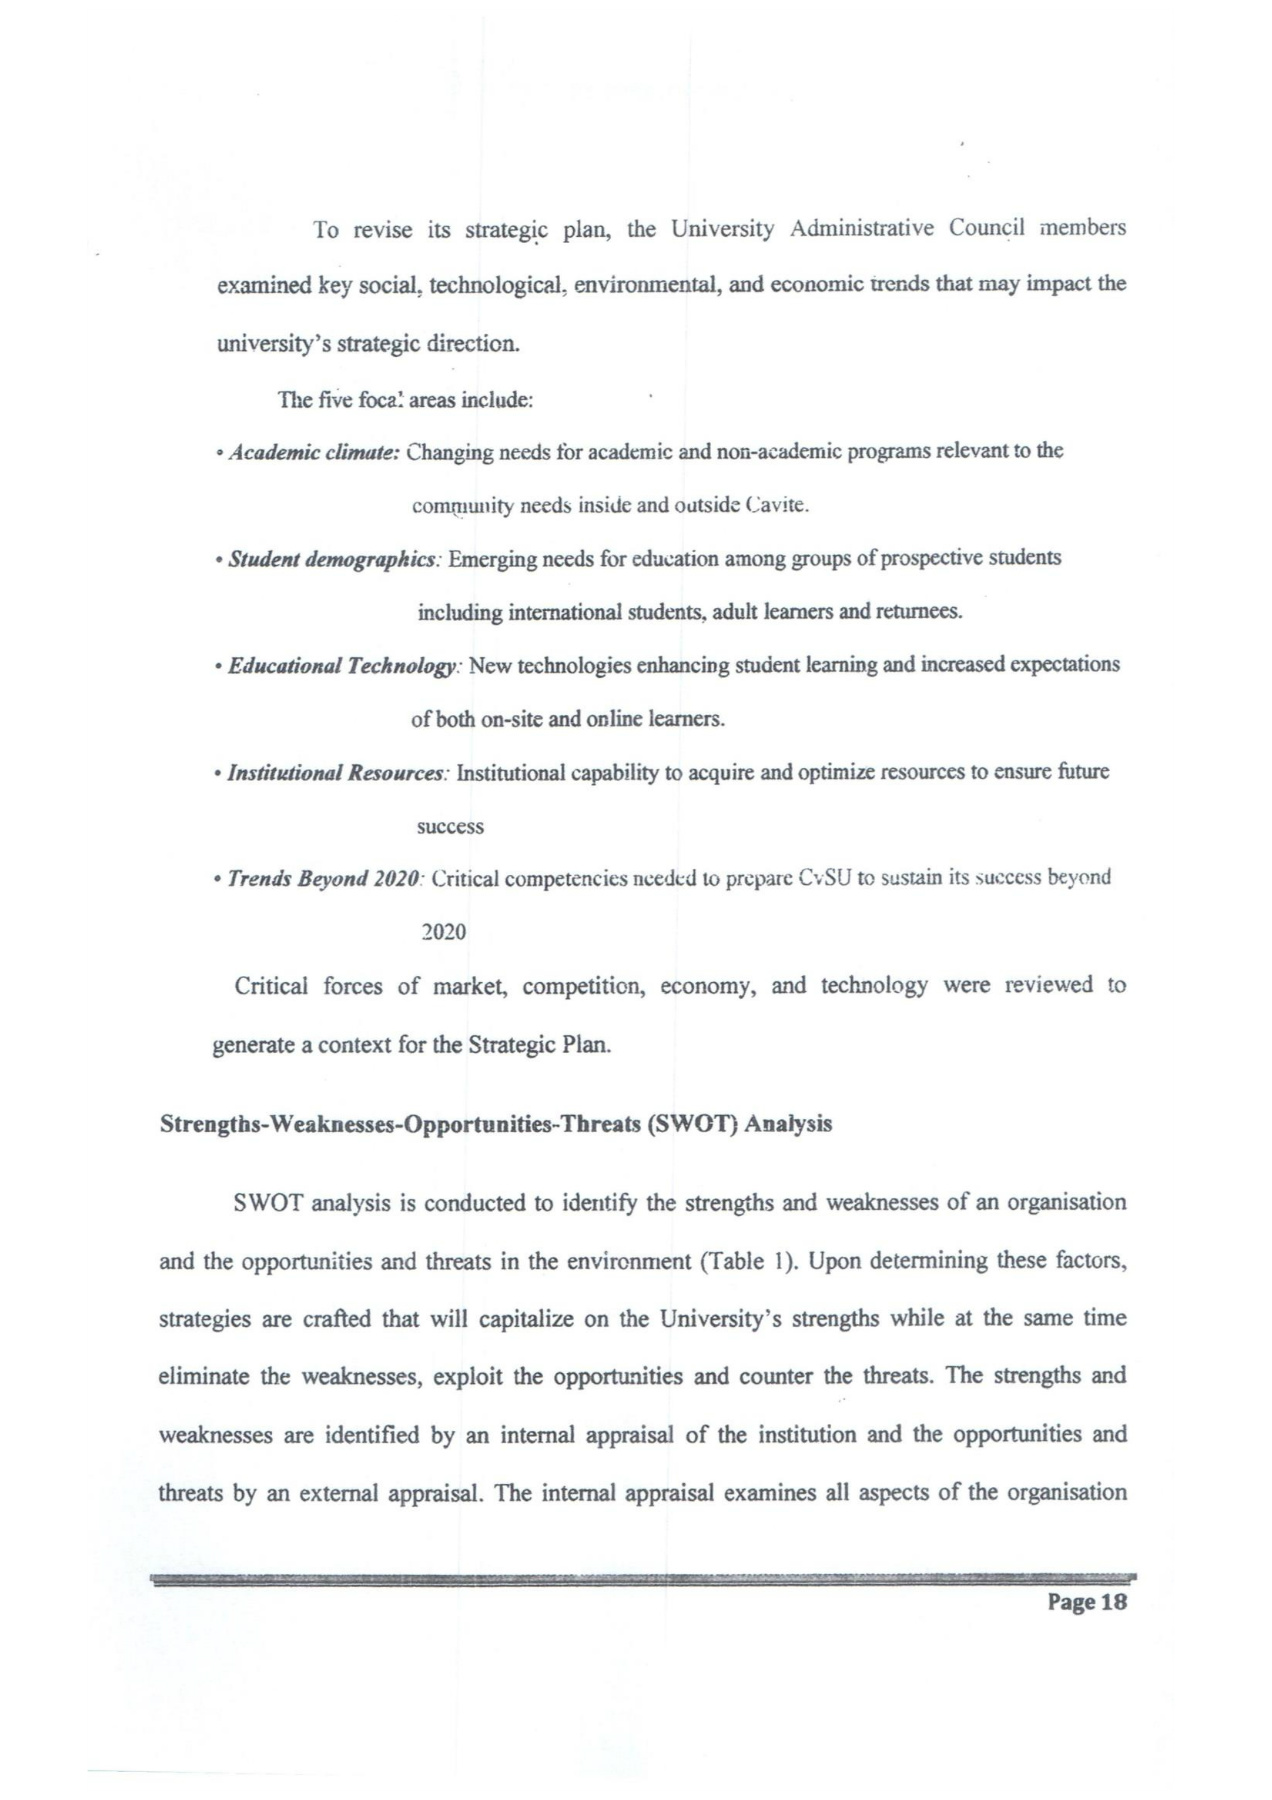 To revise its strategic plan, the University Administrative Council members
examined key social, technological, environmental, and economic trends that may impact the
university's strategic direction.
The five focal areas include:
• Academic climate: Changing needs for academic and non-academic programs relevant to the
community needs inside and outside Cavite.
• Student demographics: Emerging needs for education among groups of prospective students
including international students, adult learners and returnees.
• Educational Technology: New technologies enhancing student learning and increased expectations
of both on-site and online learners.
• Institutional Resources: Institutional capability to acquire and optimize resources to ensure future
success
• Trends Beyond 2020: Critical competencies needed to prepare CvSU to sustain its success beyond
2020
Critical forces of market, competition, economy, and technology were reviewed to
generate a context for the Strategic Plan.
Strengths-Weaknesses-Opportunities-Threats (SWOT) Analysis
SWOT analysis is conducted to identify the strengths and weaknesses of an organisation
and the opportunities and threats in the environment (Table 1). Upon determining these factors,
strategies are crafted that will capitalize on the University's strengths while at the same time
eliminate the weaknesses, exploit the opportunities and counter the threats. The strengths and
weaknesses are identified by an internal appraisal of the institution and the opportunities and
threats by an external appraisal. The internal appraisal examines all aspects of the organisation
Page 18